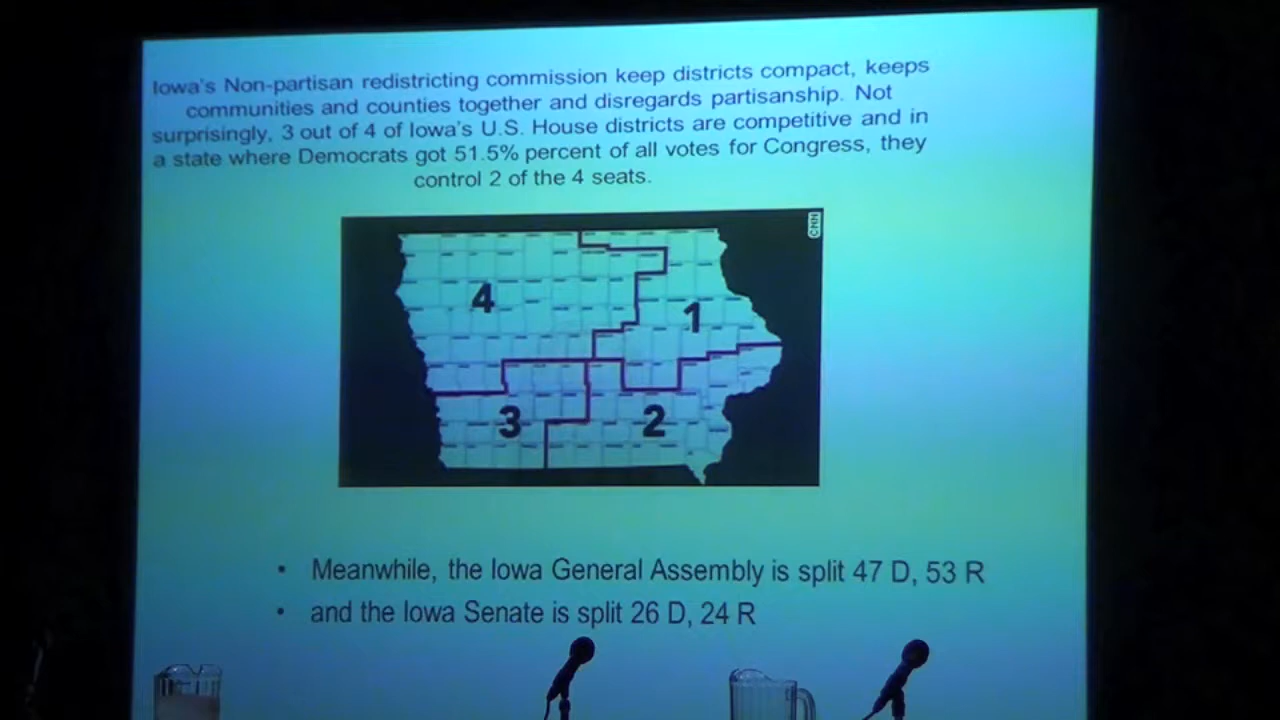 Iowa's Non-partisan redistricting commission keep districts compact, keeps
communities and counties together and disregards partisanship. Not
surprisingly, 3 out of 4 of Iowa's U.S. House districts are competitive and in
a state where Democrats got 51.5% percent of all votes for Congress, they
control 2 of the 4 seats.
CNN
4
1
3
2
• Meanwhile, the Iowa General Assembly is split 47 D, 53 R
• and the Iowa Senate is split 26 D, 24 R